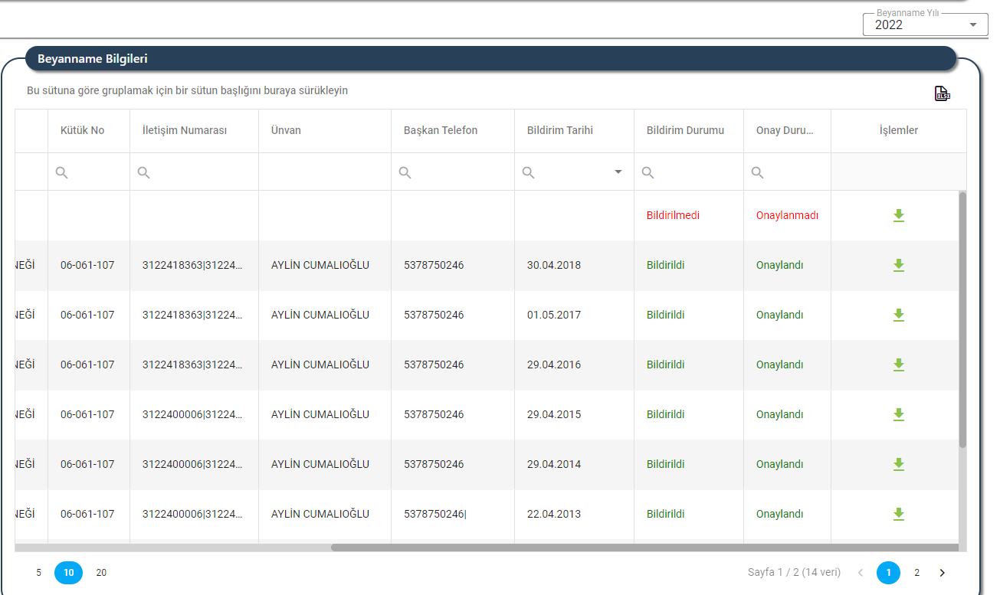 Beyanname Yılı
2022
Beyanname Bilgileri
Bu sütuna göre gruplamak için bir sütun başlığını buraya sürükleyin
XLSX
Kütük No İletişim Numarası Ünvan Başkan Telefon Bildirim Tarihi Bildirim Durumu Onay Duru... İşlemler
Bildirilmedi Onaylanmadı
NEĞİ 06-061-107 3122418363|31224... AYLİN CUMALIOĞLU 5378750246 30.04.2018 Bildirildi Onaylandı
NEĞİ 06-061-107 3122418363|31224... AYLİN CUMALIOĞLU 5378750246 01.05.2017 Bildirildi Onaylandı
NEĞİ 06-061-107 3122418363|31224... AYLİN CUMALIOĞLU 5378750246 29.04.2016 Bildirildi Onaylandı
NEĞİ 06-061-107 3122400006|31224... AYLİN CUMALIOĞLU 5378750246 29.04.2015 Bildirildi Onaylandı
NEĞİ 06-061-107 3122400006|31224... AYLİN CUMALIOĞLU 5378750246 29.04.2014 Bildirildi Onaylandı
NEĞİ 06-061-107 3122400006|31224... AYLİN CUMALIOĞLU 5378750246| 22.04.2013 Bildirildi Onaylandı
5 10 20 Sayfa 1 / 2 (14 veri) 1 2